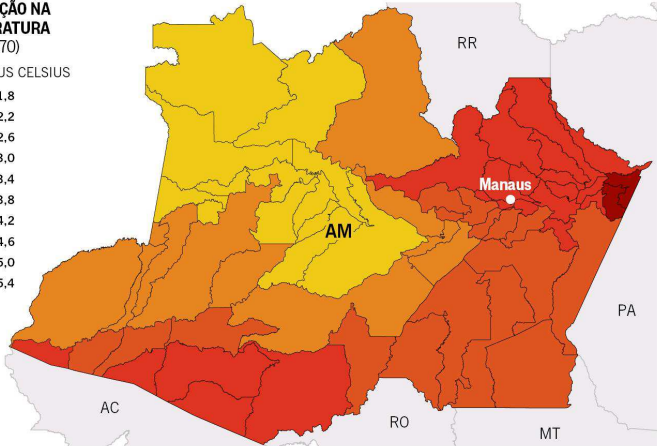 ÇÃO NA
RATURA
70)
US CELSIUS
1,8
2,2
2,6
3,0
3,4
3,8
4,2
4,6
5,0
5,4
RR
Manaus
AM
PA
AC
RO
MT